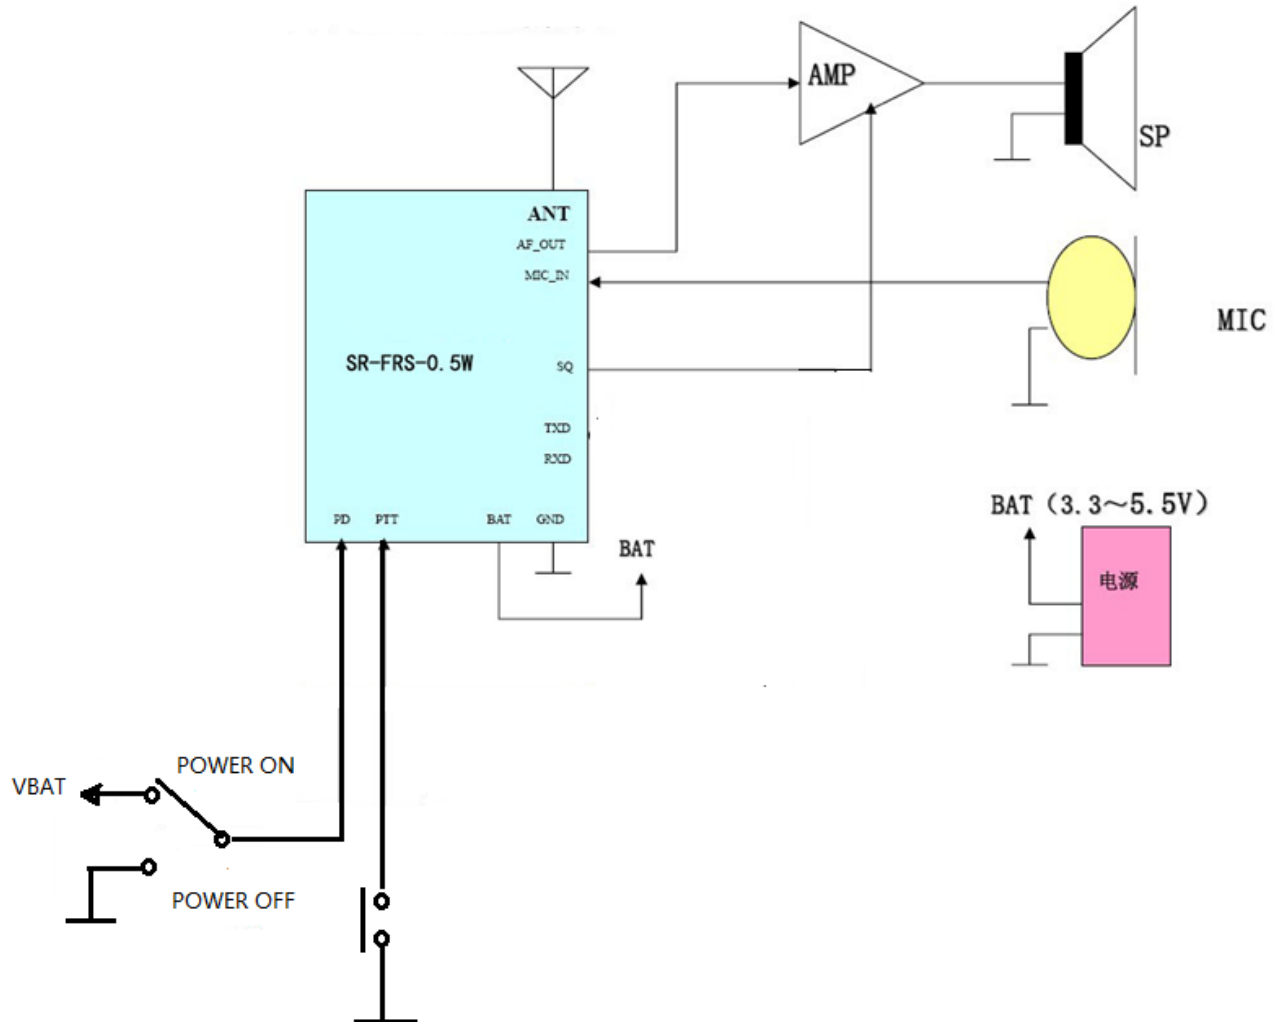 AMP
SP
ANT
AF_OUT
MIC_IN
MIC
SR-FRS-0.5W
SQ
TXD
RXD
BAT（3.3～5.5V）
PD PTT BAT GND
BAT
电源
POWER ON
VBAT
POWER OFF